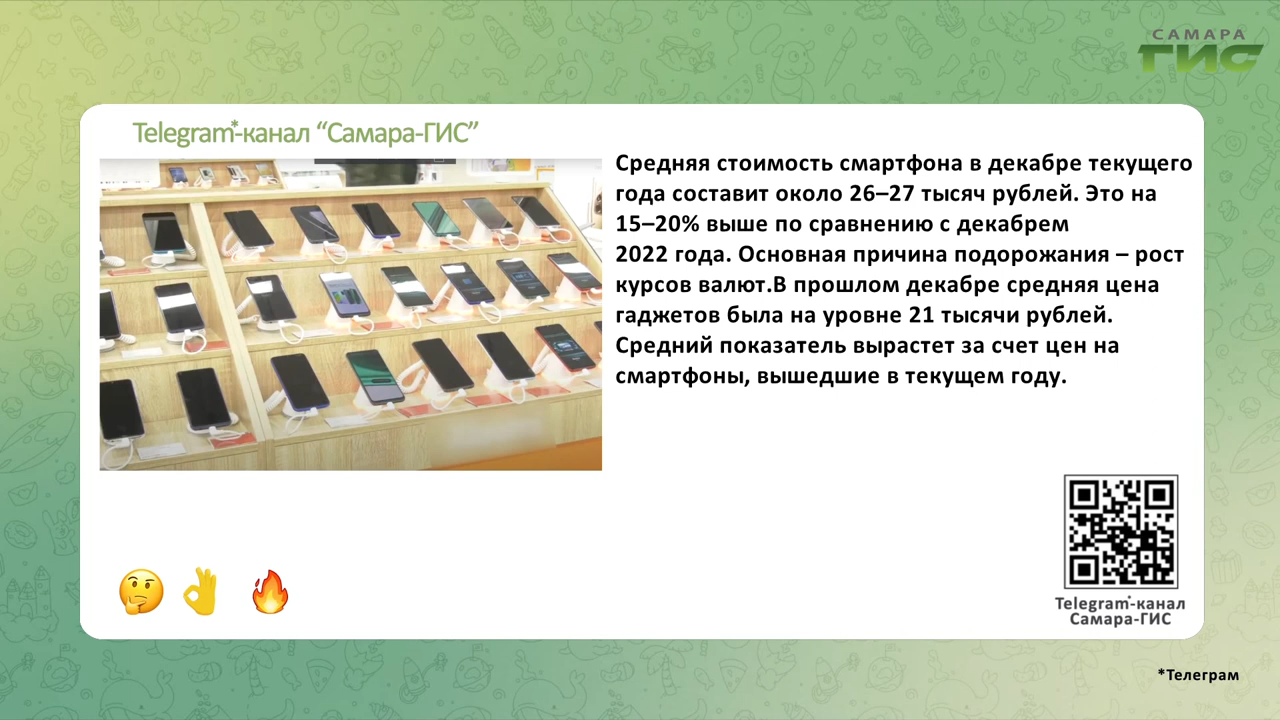 САМАРА
ГИС
Telegram*-канал “Самара-ГИС”
Средняя стоимость смартфона в декабре текущего
года составит около 26–27 тысяч рублей. Это на
15–20% выше по сравнению с декабрем
2022 года. Основная причина подорожания – рост
курсов валют.В прошлом декабре средняя цена
гаджетов была на уровне 21 тысячи рублей.
Средний показатель вырастет за счет цен на
смартфоны, вышедшие в текущем году.
Telegram*-канал
Самара-ГИС
*Телеграм